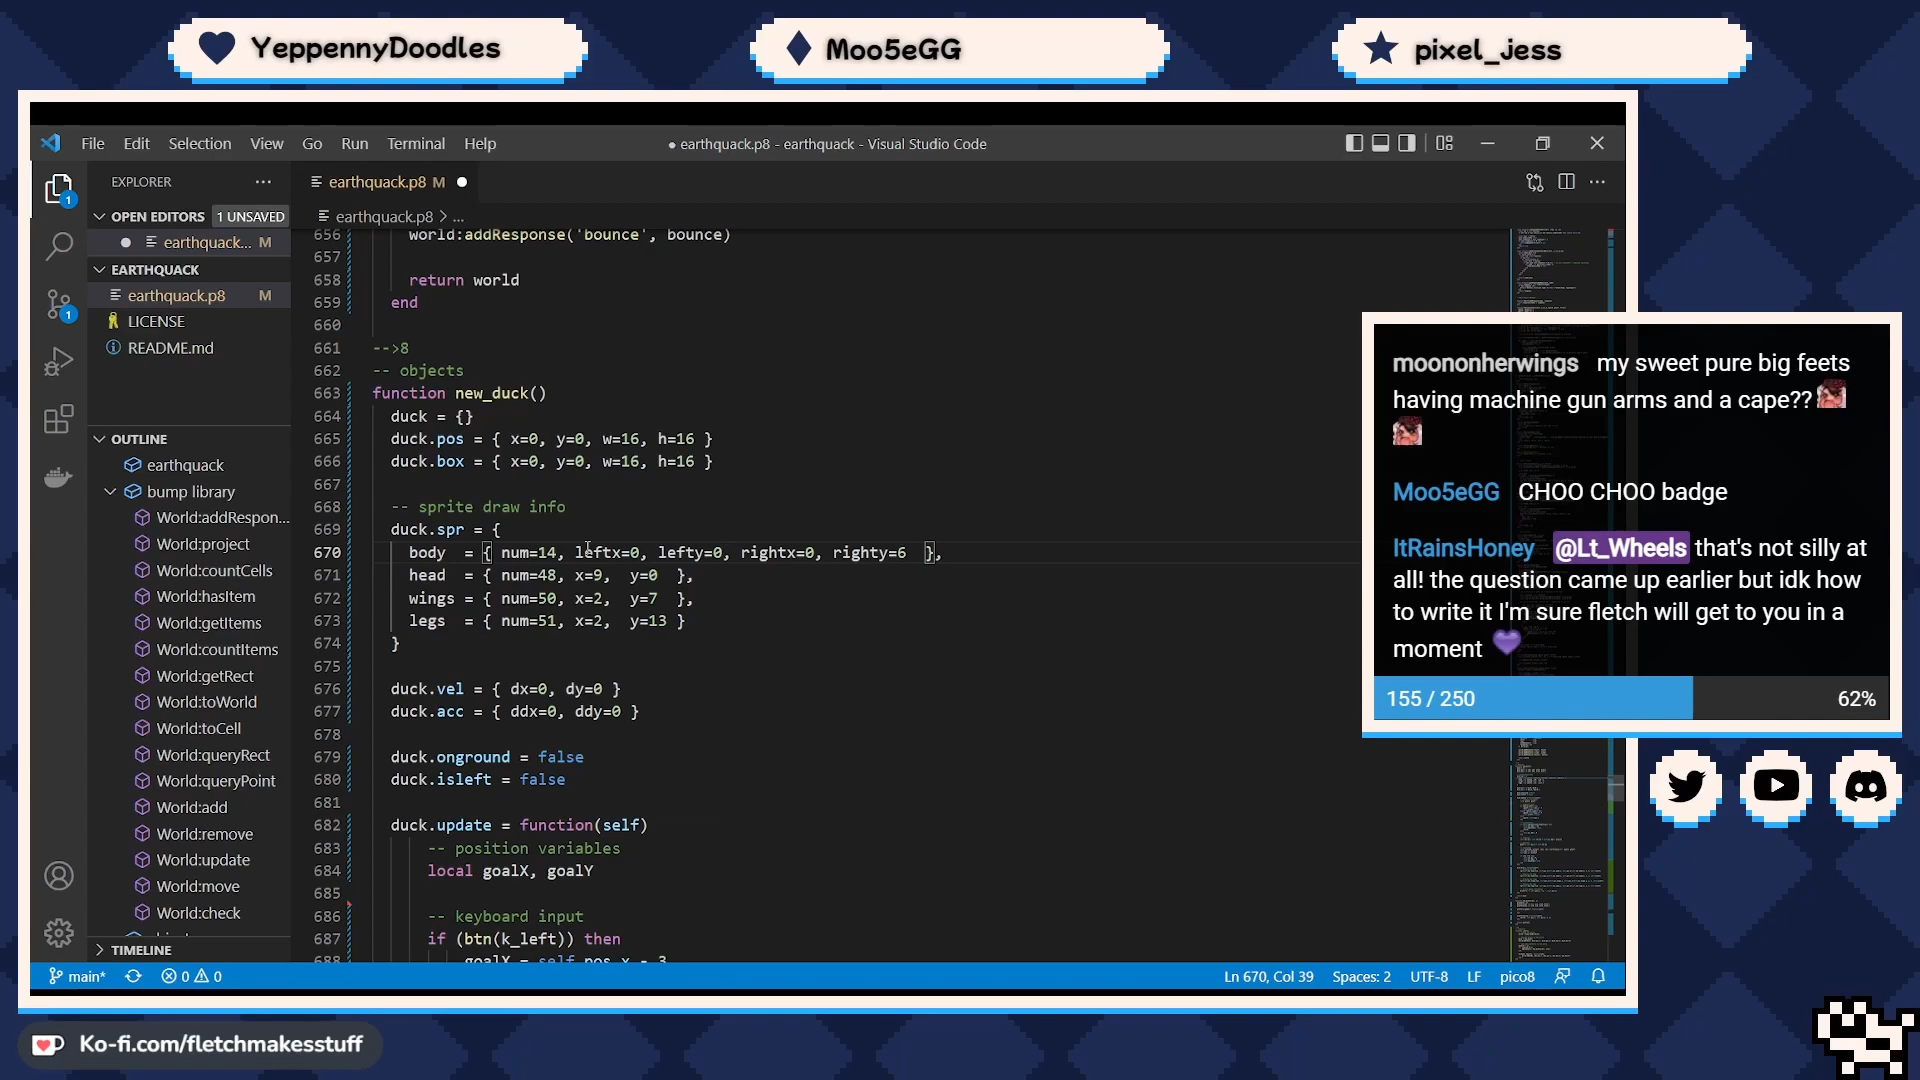 YeppennyDoodles
Moo5eGG
pixel_jess
File Edit Selection View Go Run Terminal Help
● earthquack.p8 - earthquack - Visual Studio Code
EXPLORER
earthquack.p8 M
OPEN EDITORS 1 UNSAVED
earthquack.p8 > ...
earthquack... M
EARTHQUACK
earthquack.p8 M
LICENSE
README.md
OUTLINE
earthquack
bump library
World:addRespon...
World:project
World:countCells
World:hasItem
World:getItems
World:countItems
World:getRect
World:toWorld
World:toCell
World:queryRect
World:queryPoint
World:add
World:remove
World:update
World:move
World:check
TIMELINE
1
1
656 world:addResponse('bounce', bounce)
657
658 return world
659 end
660
661 -->8
662 -- objects
663 function new_duck()
664 duck = {}
665 duck.pos = { x=0, y=0, w=16, h=16 }
666 duck.box = { x=0, y=0, w=16, h=16 }
667
668 -- sprite draw info
669 duck.spr = {
670 body = { num=14, leftx=0, lefty=0, rightx=0, righty=6 },
671 head = { num=48, x=9, y=0 },
672 wings = { num=50, x=2, y=7 },
673 legs = { num=51, x=2, y=13 }
674 }
675
676 duck.vel = { dx=0, dy=0 }
677 duck.acc = { ddx=0, ddy=0 }
678
679 duck.onground = false
680 duck.isleft = false
681
682 duck.update = function(self)
683 -- position variables
684 local goalX, goalY
685
686 -- keyboard input
687 if (btn(k_left)) then
688 goalX = self.pos.x - 3
main* 0 0
Ln 670, Col 39 Spaces: 2 UTF-8 LF pico8
moononherwings my sweet pure big feets
having machine gun arms and a cape??
Moo5eGG CHOO CHOO badge
ItRainsHoney @Lt_Wheels that's not silly at
all! the question came up earlier but idk how
to write it I'm sure fletch will get to you in a
moment
155 / 250 62%
Ko-fi.com/fletchmakesstuff